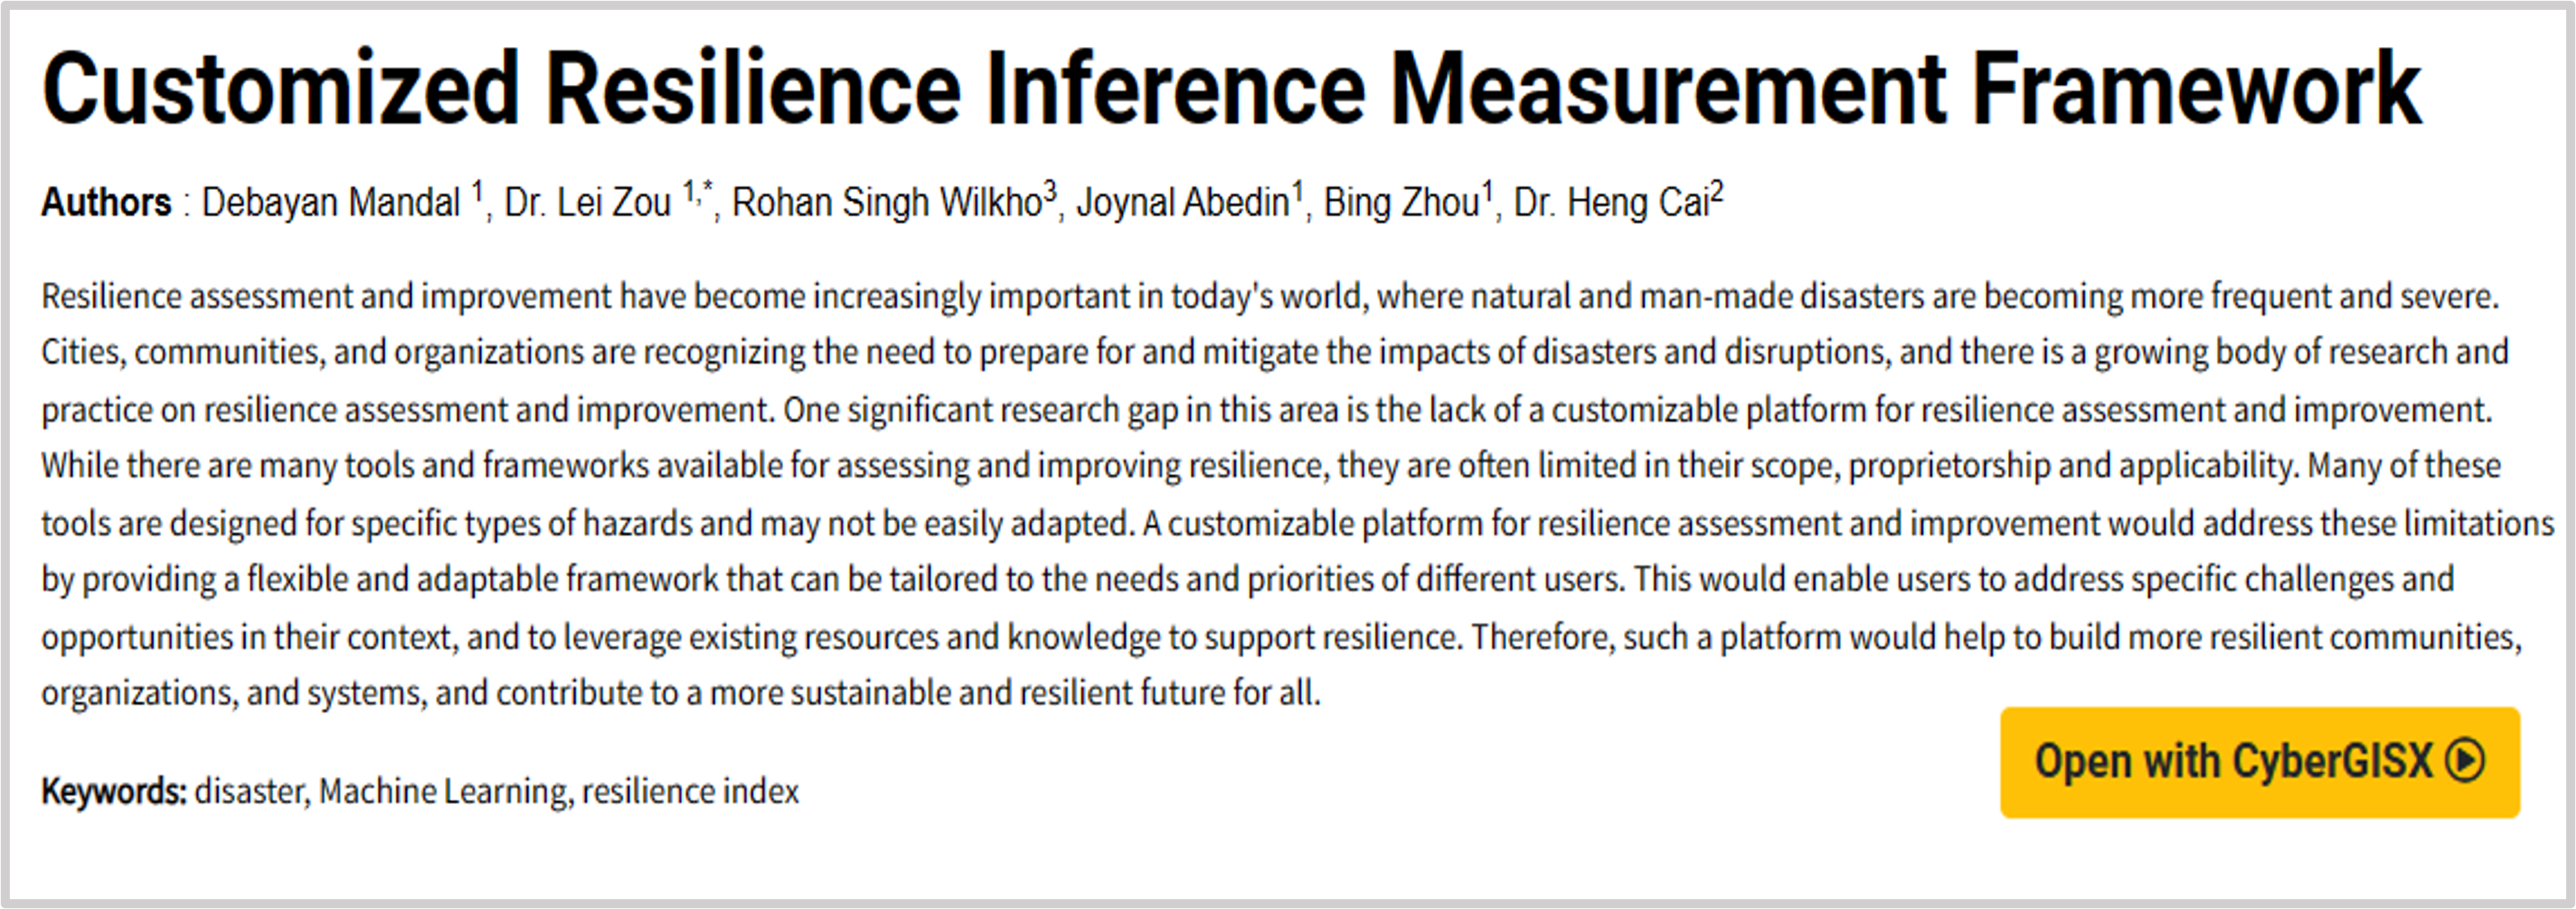 Customized Resilience Inference Measurement Framework
Authors : Debayan Mandal 1, Dr. Lei Zou 1,*, Rohan Singh Wilkho3, Joynal Abedin1, Bing Zhou1, Dr. Heng Cai2
Resilience assessment and improvement have become increasingly important in today's world, where natural and man-made disasters are becoming more frequent and severe.
Cities, communities, and organizations are recognizing the need to prepare for and mitigate the impacts of disasters and disruptions, and there is a growing body of research and
practice on resilience assessment and improvement. One significant research gap in this area is the lack of a customizable platform for resilience assessment and improvement.
While there are many tools and frameworks available for assessing and improving resilience, they are often limited in their scope, proprietorship and applicability. Many of these
tools are designed for specific types of hazards and may not be easily adapted. A customizable platform for resilience assessment and improvement would address these limitations
by providing a flexible and adaptable framework that can be tailored to the needs and priorities of different users. This would enable users to address specific challenges and
opportunities in their context, and to leverage existing resources and knowledge to support resilience. Therefore, such a platform would help to build more resilient communities,
organizations, and systems, and contribute to a more sustainable and resilient future for all.
Open with CyberGISX
Keywords: disaster, Machine Learning, resilience index